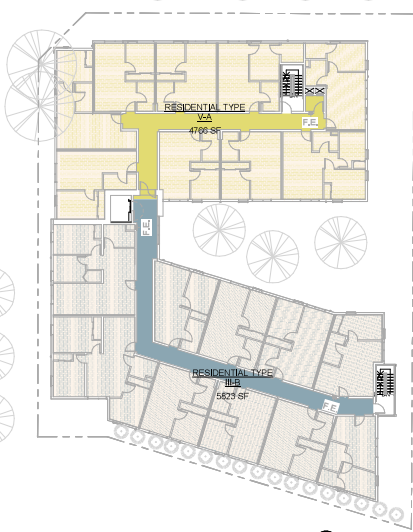 RESIDENTIAL TYPE
V-A
4766 SF
F.E.
F.E.
RESIDENTIAL TYPE
III-B
5823 SF
F.E.